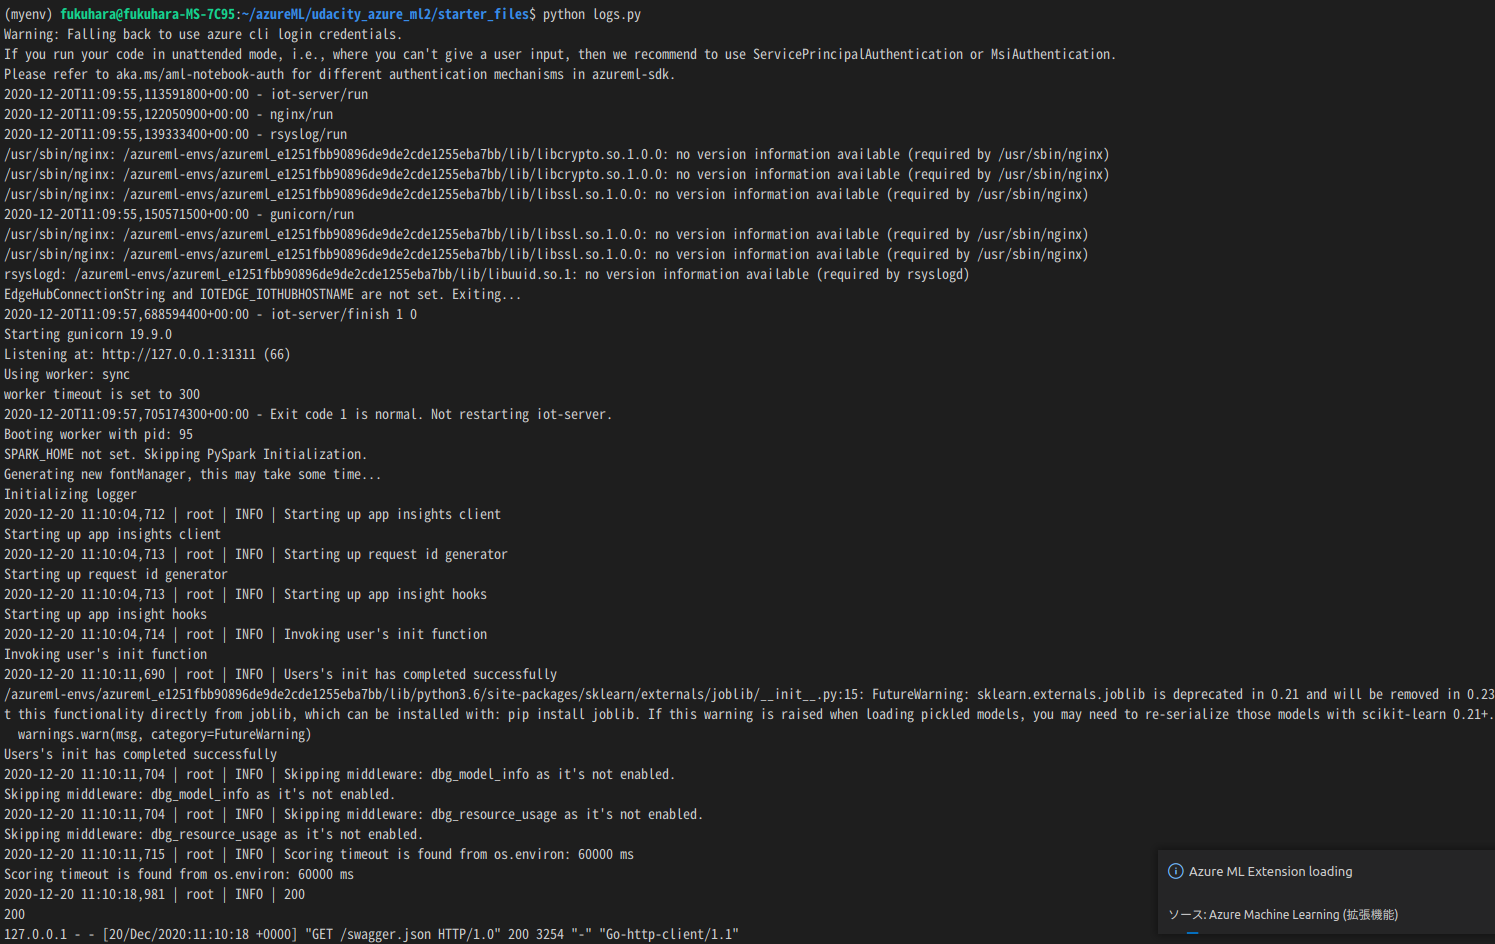 (myenv) fukuhara@fukuhara-MS-7C95:~/azureML/udacity_azure_ml2/starter_files$ python logs.py
Warning: Falling back to use azure cli login credentials.
If you run your code in unattended mode, i.e., where you can't give a user input, then we recommend to use ServicePrincipalAuthentication or MsiAuthentication.
Please refer to aka.ms/aml-notebook-auth for different authentication mechanisms in azureml-sdk.
2020-12-20T11:09:55,113591800+00:00 - iot-server/run
2020-12-20T11:09:55,122050900+00:00 - nginx/run
2020-12-20T11:09:55,139333400+00:00 - rsyslog/run
/usr/sbin/nginx: /azureml-envs/azureml_e1251fbb90896de9de2cde1255eba7bb/lib/libcrypto.so.1.0.0: no version information available (required by /usr/sbin/nginx)
/usr/sbin/nginx: /azureml-envs/azureml_e1251fbb90896de9de2cde1255eba7bb/lib/libcrypto.so.1.0.0: no version information available (required by /usr/sbin/nginx)
/usr/sbin/nginx: /azureml-envs/azureml_e1251fbb90896de9de2cde1255eba7bb/lib/libssl.so.1.0.0: no version information available (required by /usr/sbin/nginx)
2020-12-20T11:09:55,150571500+00:00 - gunicorn/run
/usr/sbin/nginx: /azureml-envs/azureml_e1251fbb90896de9de2cde1255eba7bb/lib/libssl.so.1.0.0: no version information available (required by /usr/sbin/nginx)
/usr/sbin/nginx: /azureml-envs/azureml_e1251fbb90896de9de2cde1255eba7bb/lib/libssl.so.1.0.0: no version information available (required by /usr/sbin/nginx)
rsyslogd: /azureml-envs/azureml_e1251fbb90896de9de2cde1255eba7bb/lib/libuuid.so.1: no version information available (required by rsyslogd)
EdgeHubConnectionString and IOTEDGE_IOTHUBHOSTNAME are not set. Exiting...
2020-12-20T11:09:57,688594400+00:00 - iot-server/finish 1 0
Starting gunicorn 19.9.0
Listening at: http://127.0.0.1:31311 (66)
Using worker: sync
worker timeout is set to 300
2020-12-20T11:09:57,705174300+00:00 - Exit code 1 is normal. Not restarting iot-server.
Booting worker with pid: 95
SPARK_HOME not set. Skipping PySpark Initialization.
Generating new fontManager, this may take some time...
Initializing logger
2020-12-20 11:10:04,712 | root | INFO | Starting up app insights client
Starting up app insights client
2020-12-20 11:10:04,713 | root | INFO | Starting up request id generator
Starting up request id generator
2020-12-20 11:10:04,713 | root | INFO | Starting up app insight hooks
Starting up app insight hooks
2020-12-20 11:10:04,714 | root | INFO | Invoking user's init function
Invoking user's init function
2020-12-20 11:10:11,690 | root | INFO | Users's init has completed successfully
/azureml-envs/azureml_e1251fbb90896de9de2cde1255eba7bb/lib/python3.6/site-packages/sklearn/externals/joblib/__init__.py:15: FutureWarning: sklearn.externals.joblib is deprecated in 0.21 and will be removed in 0.23
t this functionality directly from joblib, which can be installed with: pip install joblib. If this warning is raised when loading pickled models, you may need to re-serialize those models with scikit-learn 0.21+.
warnings.warn(msg, category=FutureWarning)
Users's init has completed successfully
2020-12-20 11:10:11,704 | root | INFO | Skipping middleware: dbg_model_info as it's not enabled.
Skipping middleware: dbg_model_info as it's not enabled.
2020-12-20 11:10:11,704 | root | INFO | Skipping middleware: dbg_resource_usage as it's not enabled.
Skipping middleware: dbg_resource_usage as it's not enabled.
2020-12-20 11:10:11,715 | root | INFO | Scoring timeout is found from os.environ: 60000 ms
Scoring timeout is found from os.environ: 60000 ms
2020-12-20 11:10:18,981 | root | INFO | 200
200
127.0.0.1 - - [20/Dec/2020:11:10:18 +0000] "GET /swagger.json HTTP/1.0" 200 3254 "-" "Go-http-client/1.1"
Azure ML Extension loading
ソース: Azure Machine Learning (拡張機能)